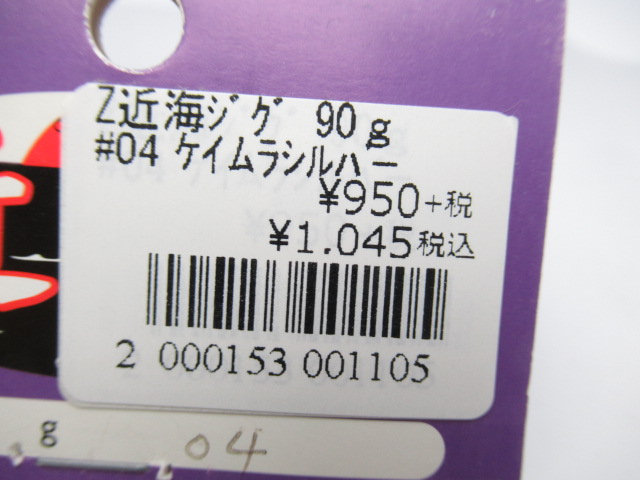 Z近海ジグ 90g
#04 ケイムラシルハー
¥950+税
¥1.045税込
2 000153 001105
g 04